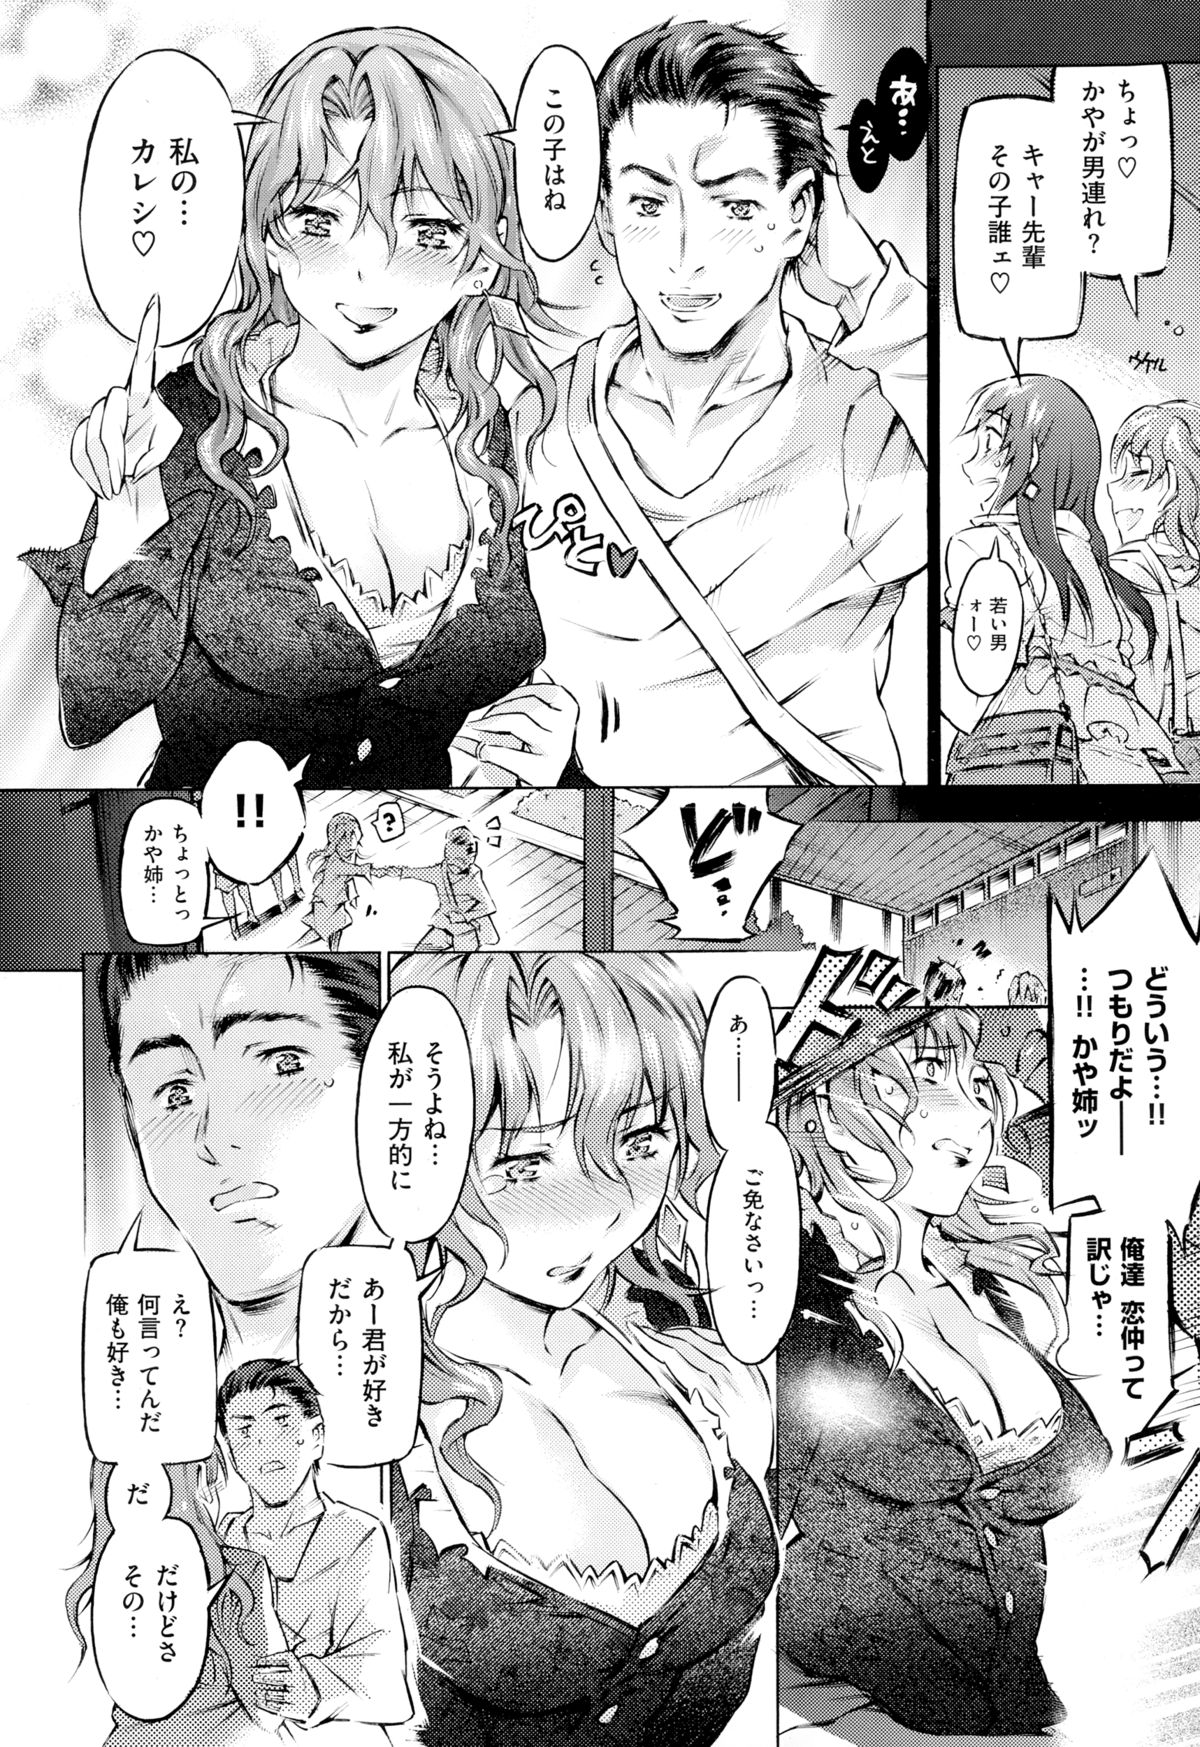 ちょっ♡
かやが男連れ?
キャー先輩
その子誰ェ♡
若い男
ォー♡
あ…
えと
この子はね
私の…
カレシ♡
ぴと♡
どういう…!!
つもりだよ――
…!!かや姉ッ
俺達 恋仲って
訳じゃ…
ビ…
?
!!
ちょっとっ
かや姉…
ドド
あ…――
ご免なさいっ…
そうよね…
私が一方的に
あー君が好き
だから…
え?
何言ってんだ
俺も好き…
だ
だけどさ
その…